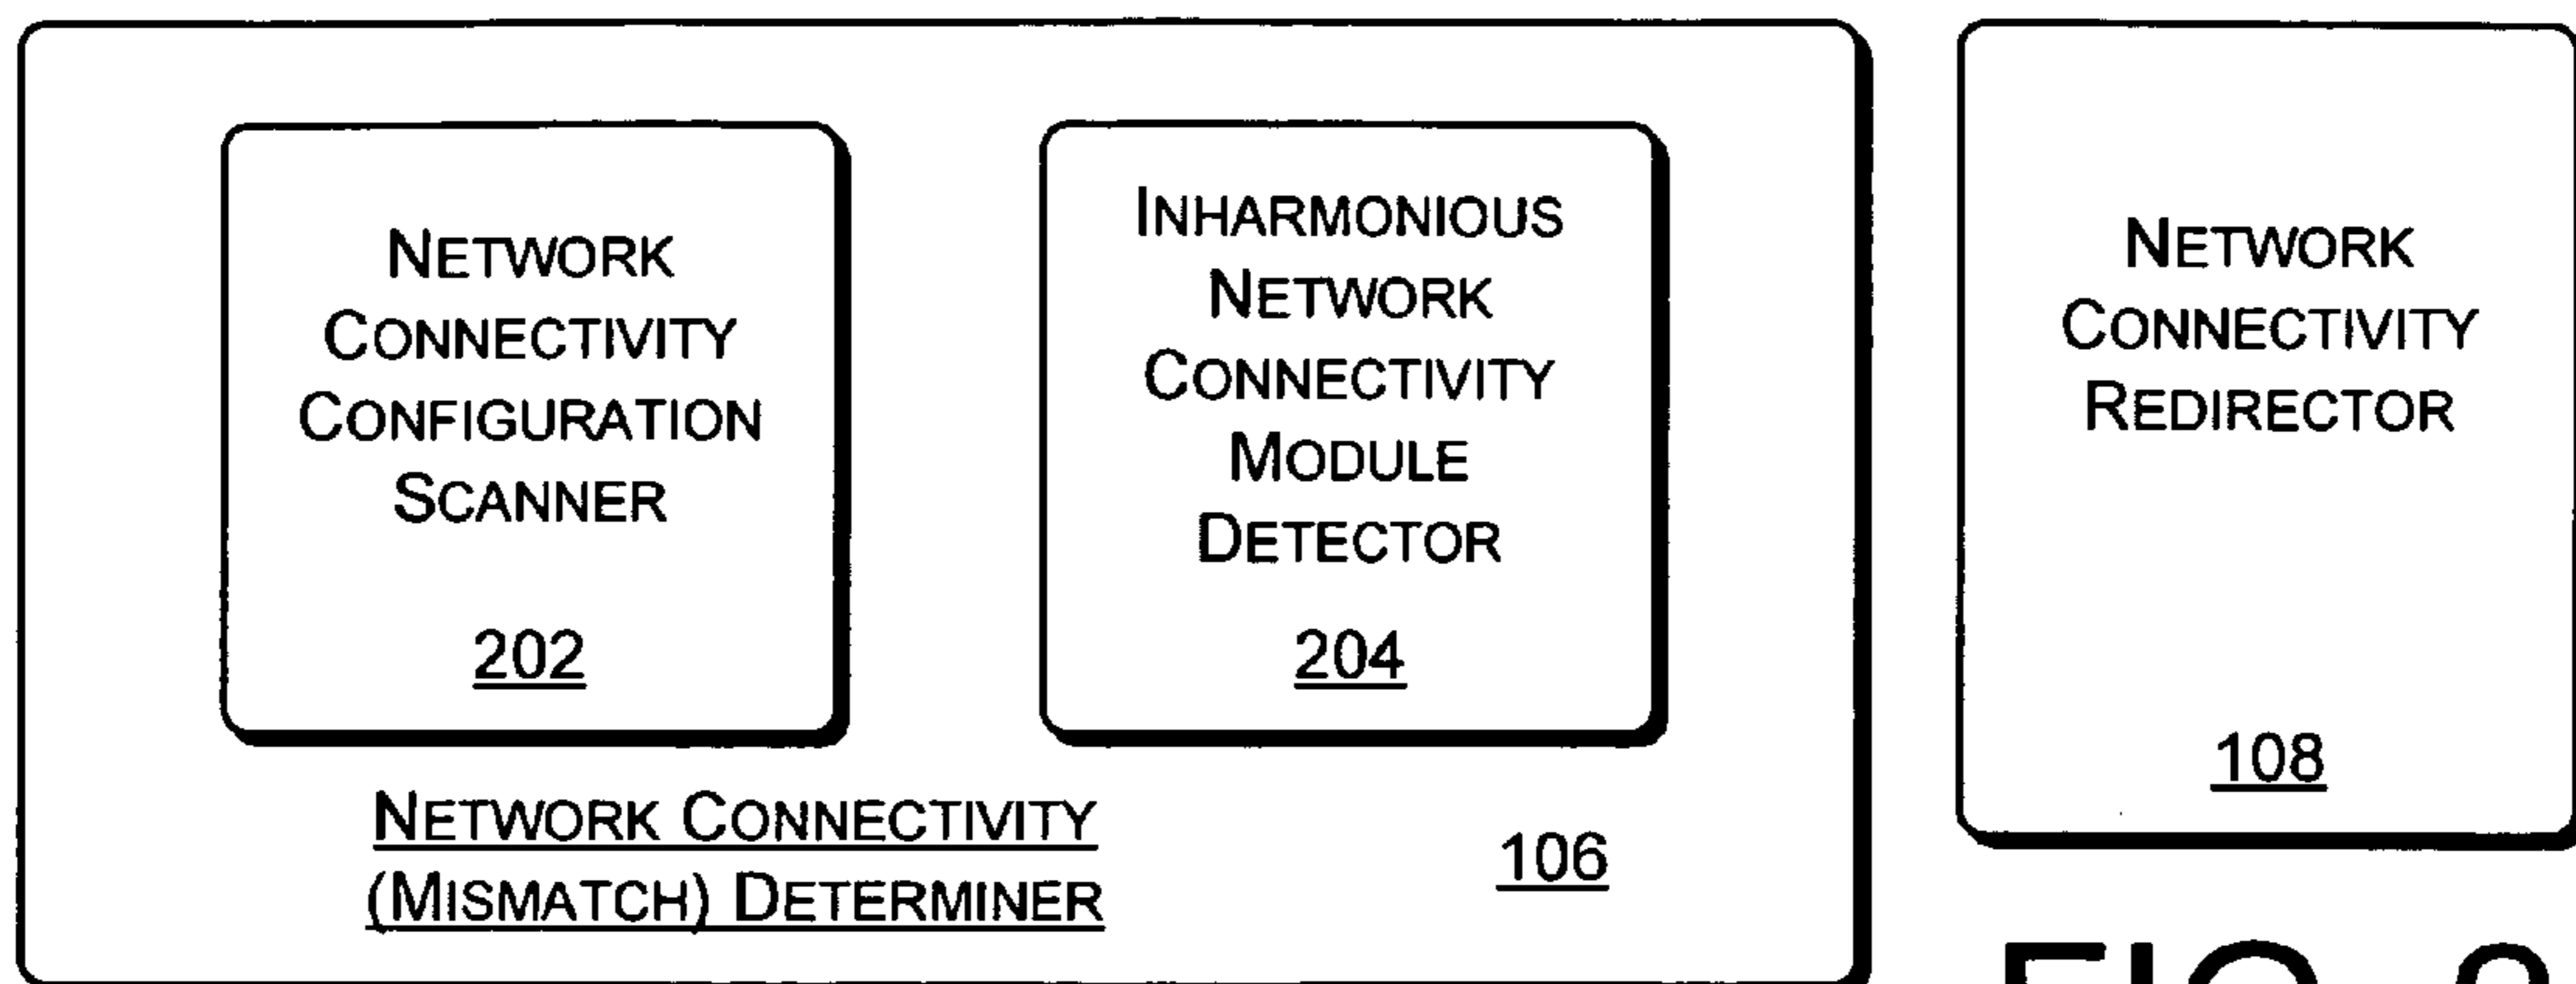 NETWORK
CONNECTIVITY
CONFIGURATION
SCANNER
202
INHARMONIOUS
NETWORK
CONNECTIVITY
MODULE
DETECTOR
204
NETWORK CONNECTIVITY
(MISMATCH) DETERMINER
106
NETWORK
CONNECTIVITY
REDIRECTOR
108